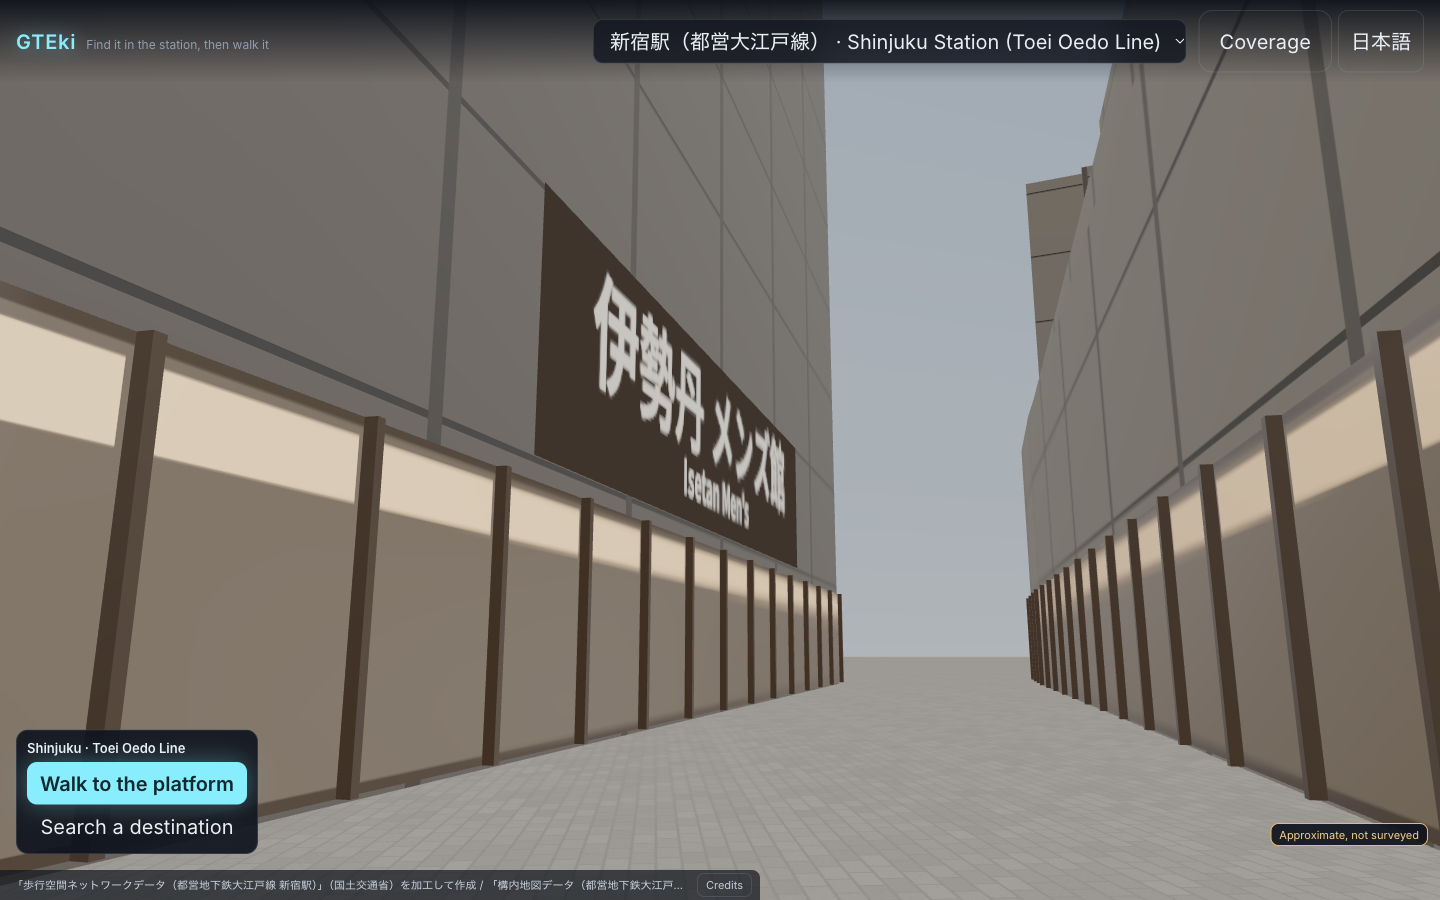 GTEki
Find it in the station, then walk it
新宿駅（都営大江戸線） · Shinjuku Station (Toei Oedo Line)
Coverage
日本語
伊勢丹 メンズ館
Isetan Men's
Shinjuku · Toei Oedo Line
Walk to the platform
Search a destination
Approximate, not surveyed
「歩行空間ネットワークデータ（都営地下鉄大江戸線 新宿駅）」（国土交通省）を加工して作成 / 「構内地図データ（都営地下鉄大江戸...
Credits